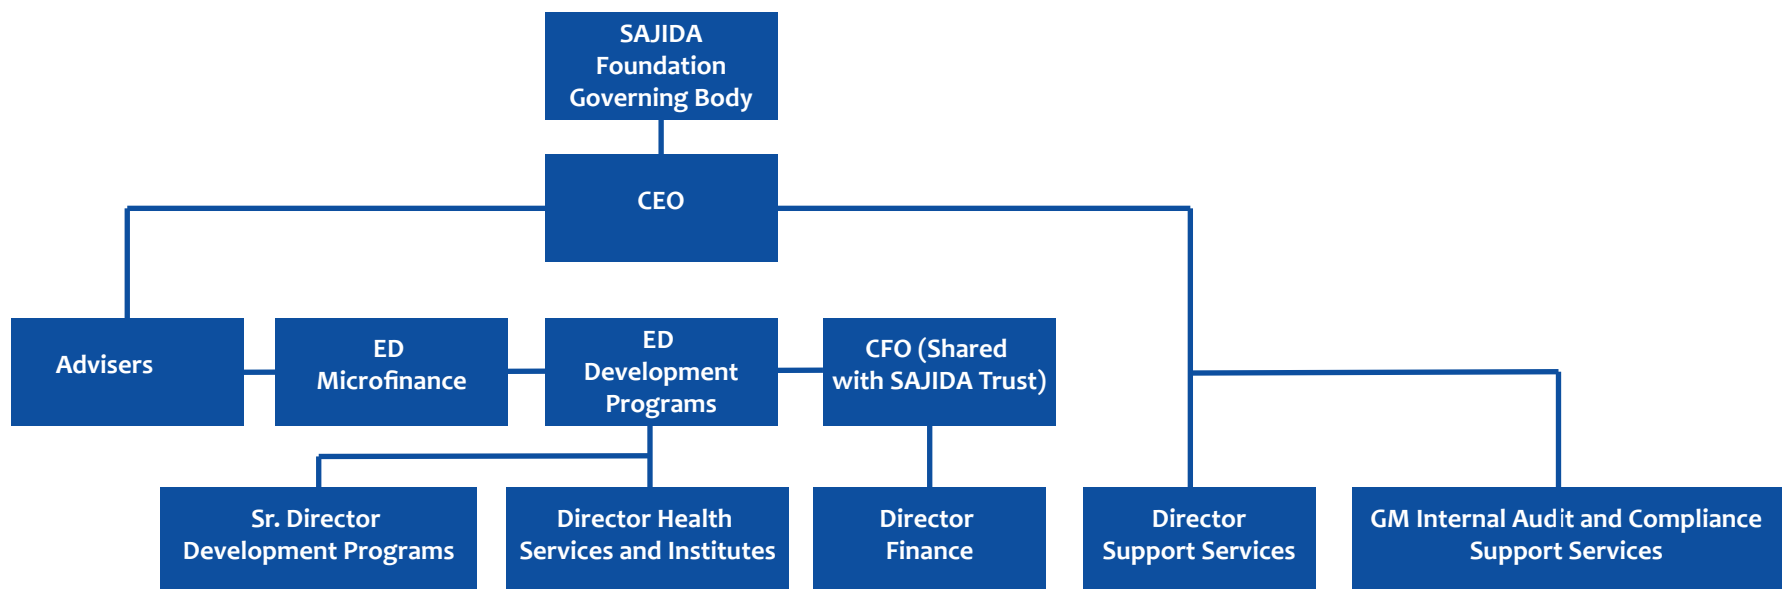 SAJIDA
Foundation
Governing Body
CEO
Advisers
ED
Microfinance
ED
Development
Programs
CFO (Shared
with SAJIDA Trust)
Sr. Director
Development Programs
Director Health
Services and Institutes
Director
Finance
Director
Support Services
GM Internal Audit and Compliance
Support Services